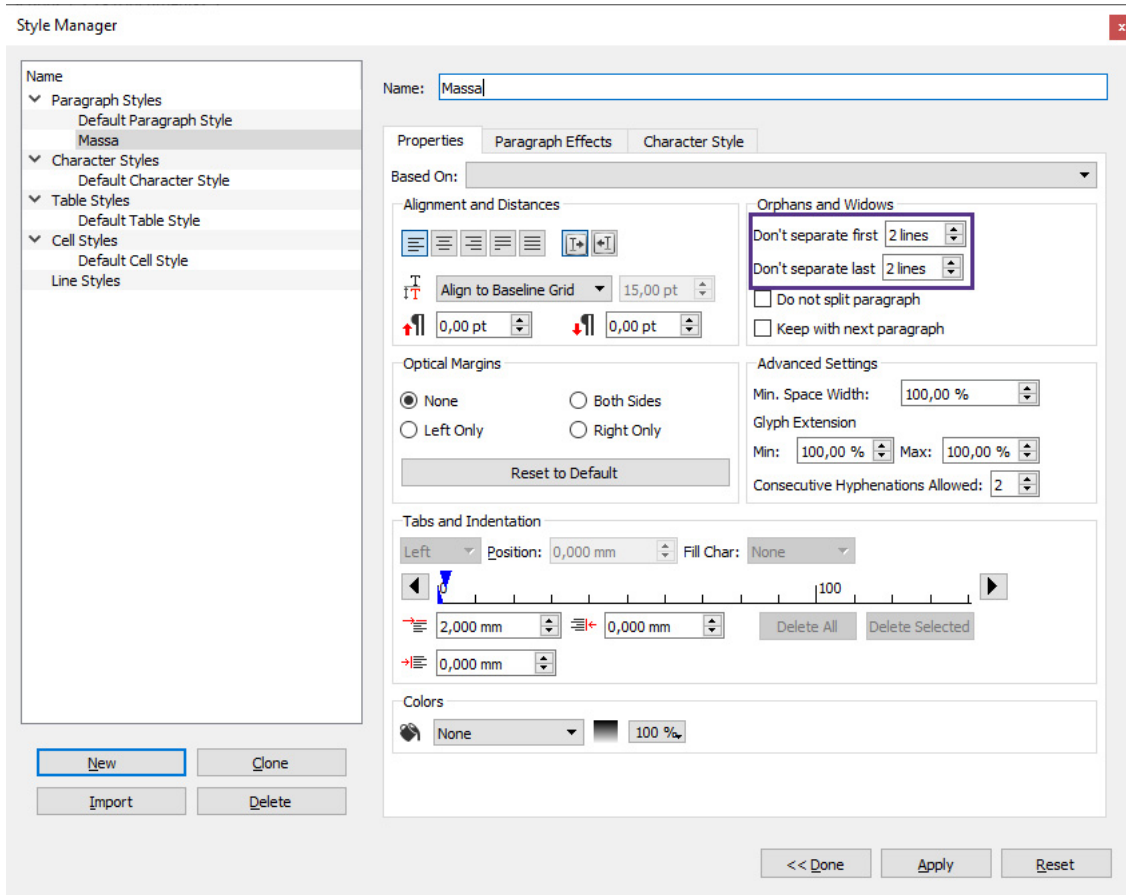 Style Manager
x
Name
Paragraph Styles
Default Paragraph Style
Massa
Character Styles
Default Character Style
Table Styles
Default Table Style
Cell Styles
Default Cell Style
Line Styles
New
Clone
Import
Delete
Name: Massa
Properties Paragraph Effects Character Style
Based On:
Alignment and Distances
Align to Baseline Grid 15,00 pt
0,00 pt 0,00 pt
Orphans and Widows
Don't separate first 2 lines
Don't separate last 2 lines
Do not split paragraph
Keep with next paragraph
Optical Margins
None Both Sides
Left Only Right Only
Reset to Default
Advanced Settings
Min. Space Width: 100,00 %
Glyph Extension
Min: 100,00 % Max: 100,00 %
Consecutive Hyphenations Allowed: 2
Tabs and Indentation
Left Position: 0,000 mm Fill Char: None
0 100
2,000 mm 0,000 mm Delete All Delete Selected
0,000 mm
Colors
None 100 %
<< Done Apply Reset